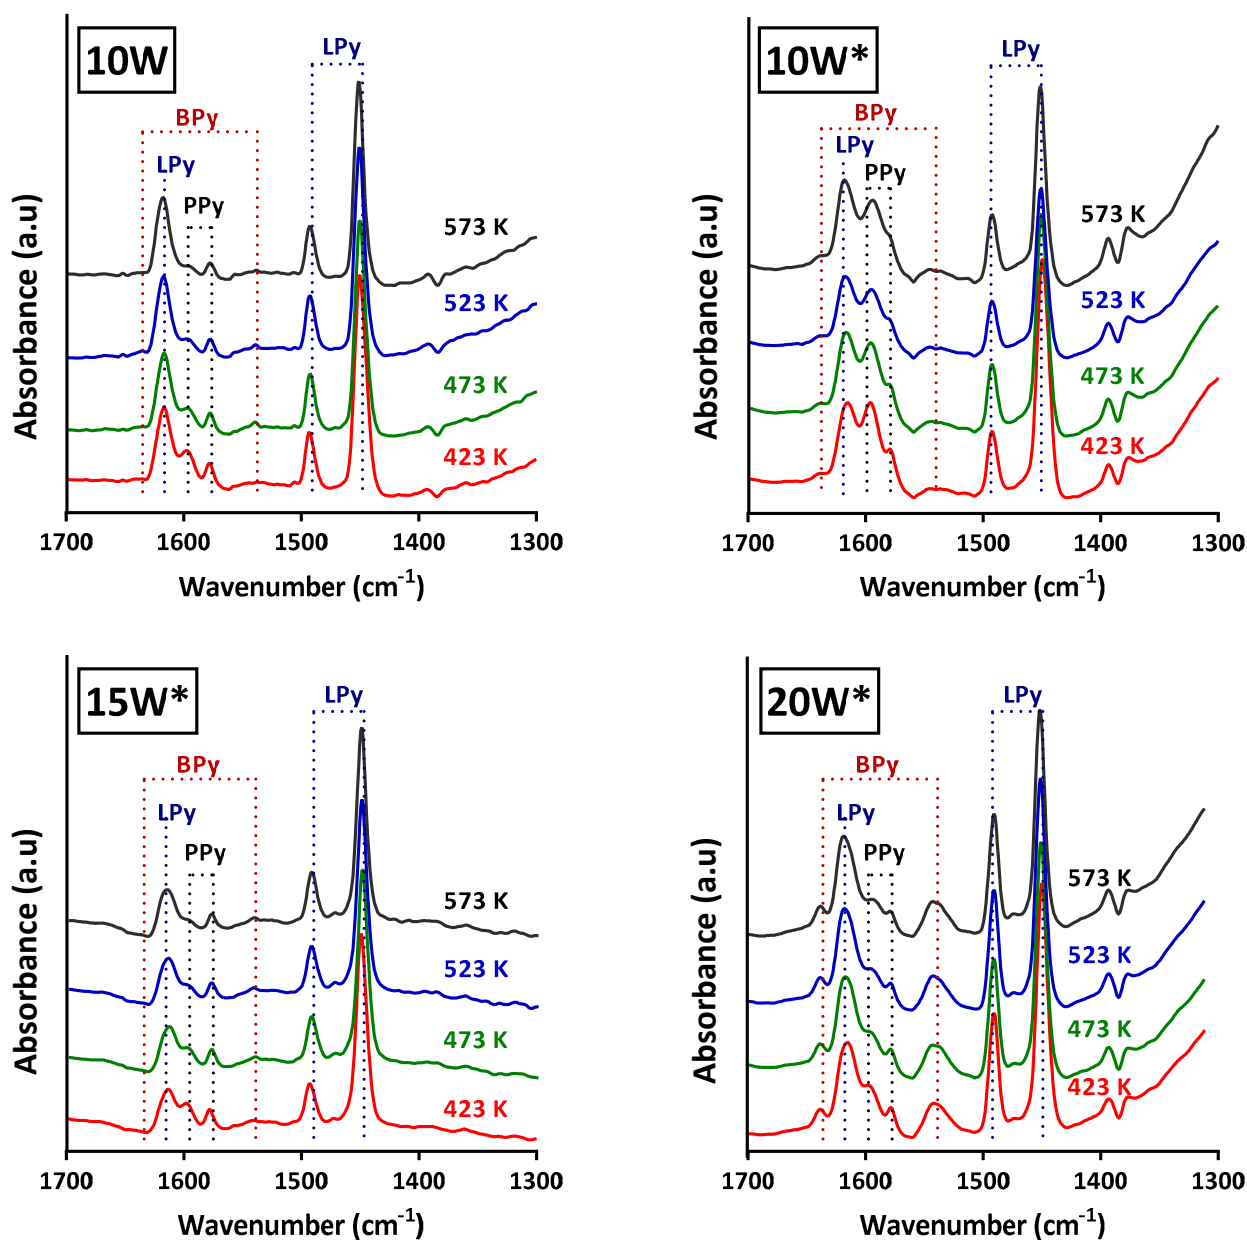 10W
LPy
BPy
LPy
PPy
573 K
523 K
473 K
423 K
Absorbance (a.u)
1700 1600 1500 1400 1300
Wavenumber (cm⁻¹)
10W*
LPy
BPy
LPy
PPy
573 K
523 K
473 K
423 K
Absorbance (a.u)
1700 1600 1500 1400 1300
Wavenumber (cm⁻¹)
15W*
LPy
BPy
LPy
PPy
573 K
523 K
473 K
423 K
Absorbance (a.u)
1700 1600 1500 1400 1300
Wavenumber (cm⁻¹)
20W*
LPy
BPy
LPy
PPy
573 K
523 K
473 K
423 K
Absorbance (a.u)
1700 1600 1500 1400 1300
Wavenumber (cm⁻¹)